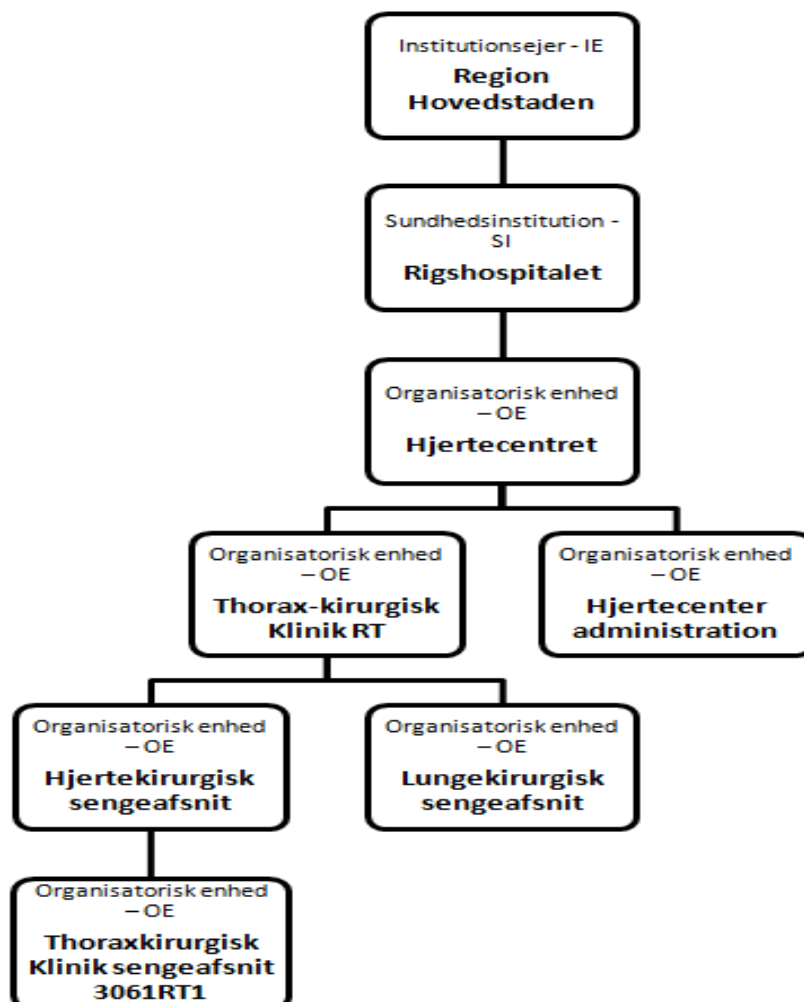 Institutionsejer - IE
Region
Hovedstaden
Sundhedsinstitution -
SI
Rigshospitalet
Organisatorisk enhed
– OE
Hjertecentret
Organisatorisk enhed
– OE
Thorax-kirurgisk
Klinik RT
Organisatorisk enhed
– OE
Hjertecenter
administration
Organisatorisk enhed
– OE
Hjertekirurgisk
sengeafsnit
Organisatorisk enhed
– OE
Lungekirurgisk
sengeafsnit
Organisatorisk enhed
– OE
Thoraxkirurgisk
Klinik sengeafsnit
3061RT1